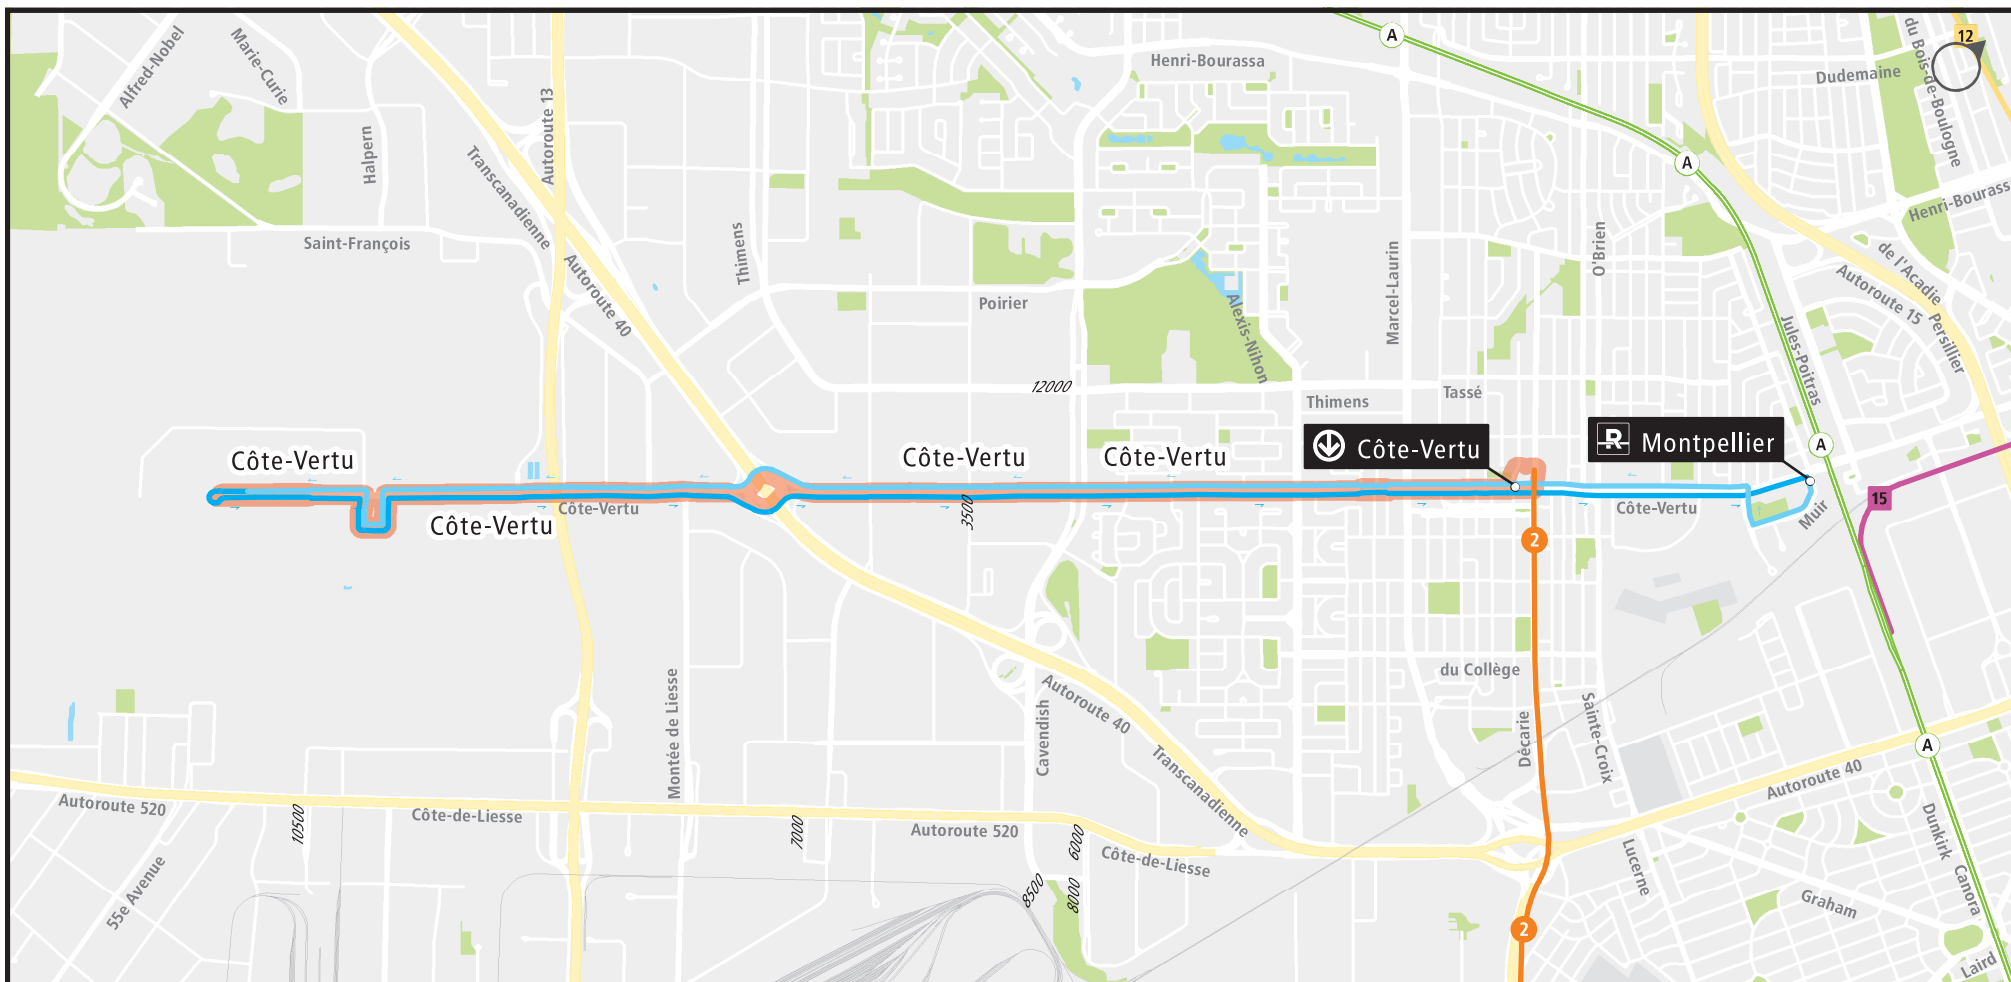 A
12
Henri-Bourassa
Alfred-Nobel
Marie-Curie
Dudemaine
du Bois-de-Boulogne
Autoroute 13
Halpern
Transcanadienne
A
Henri-Bourass
Saint-François
Thimens
Autoroute 40
O'Brien
Marcel-Laurin
de l'Acadie
Autoroute 15
Poirier
Alexis-Nihon
Persillier
Jules-Poitras
12000
Thimens
Tassé
Côte-Vertu
Côte-Vertu
Côte-Vertu
Côte-Vertu
R Montpellier
A
Côte-Vertu
Côte-Vertu
3500
Côte-Vertu
Muir
15
2
du Collège
Autoroute 40
Montée de Liesse
Cavendish
Décarie
Sainte-Croix
Transcanadienne
A
Autoroute 40
Autoroute 520
Côte-de-Liesse
10500
7000
Autoroute 520
6000
Côte-de-Liesse
Lucerne
Dunkirk
Canora
55e Avenue
8500
8000
Graham
2
Laird